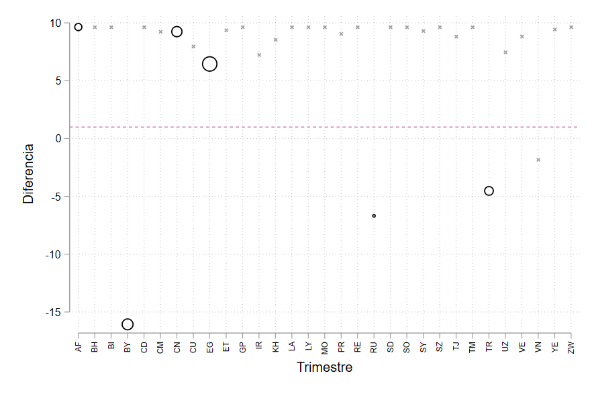 10
5
0
-5
-10
-15
Diferencia
AF BH BI BY CD CM CN CU EG ET GP IR KH LA LY MO PR RE RU SD SO SY SZ TJ TM TR UZ VE VN YE ZW
Trimestre